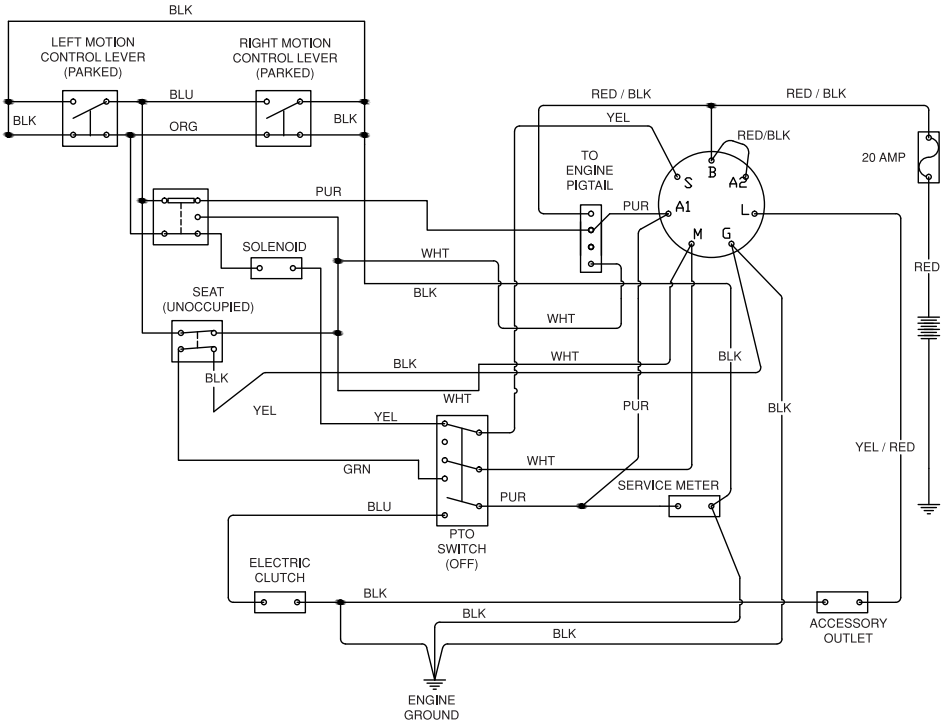 BLK
LEFT MOTION
CONTROL LEVER
(PARKED)
RIGHT MOTION
CONTROL LEVER
(PARKED)
BLU
BLK
BLK
ORG
RED / BLK
RED / BLK
YEL
RED/BLK
20 AMP
TO
ENGINE
PIGTAIL
B
S
A2
A1
L
M
G
PUR
PUR
SOLENOID
WHT
BLK
RED
SEAT
(UNOCCUPIED)
WHT
WHT
BLK
BLK
BLK
WHT
YEL
YEL
PUR
BLK
YEL / RED
GRN
WHT
BLU
PUR
SERVICE METER
PTO
SWITCH
(OFF)
ELECTRIC
CLUTCH
BLK
BLK
BLK
ACCESSORY
OUTLET
ENGINE
GROUND